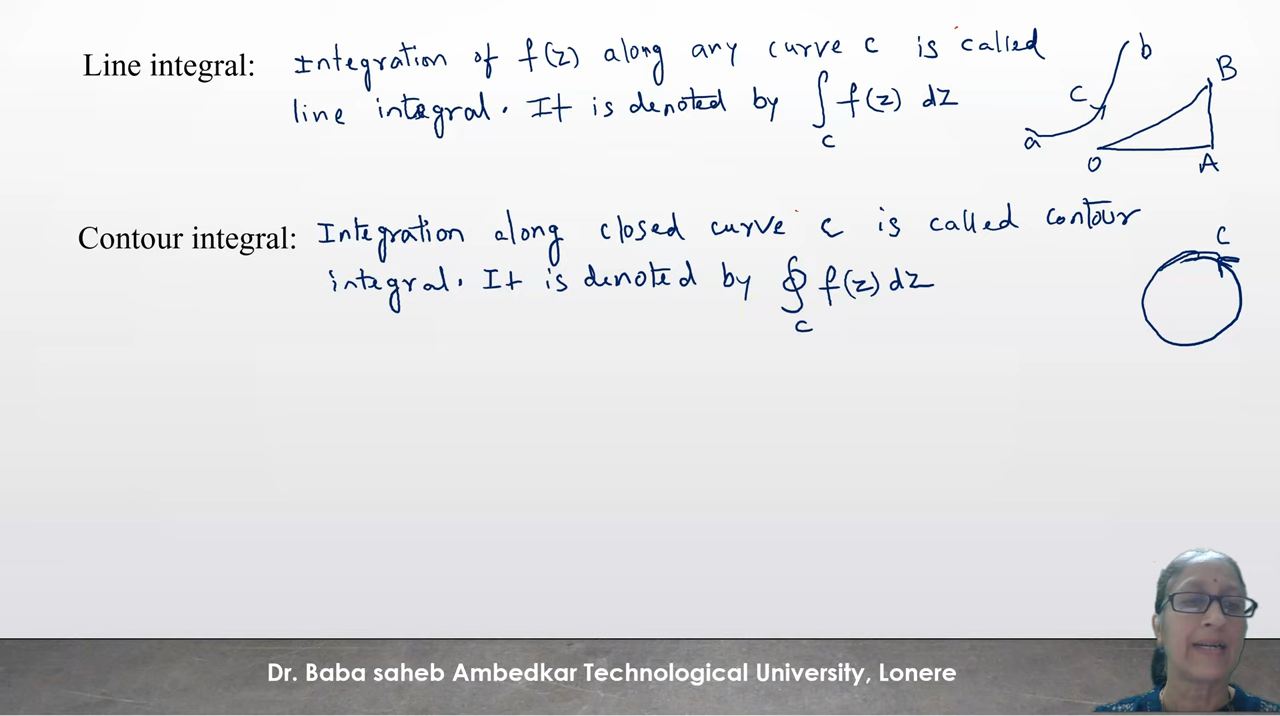 Line integral: Integration of f(z) along any curve C is called
line integral. It is denoted by ∫_C f(z) dz
a C b
O A B
Contour integral: Integration along closed curve C is called contour
integral. It is denoted by ∮_C f(z) dz
C
Dr. Baba saheb Ambedkar Technological University, Lonere